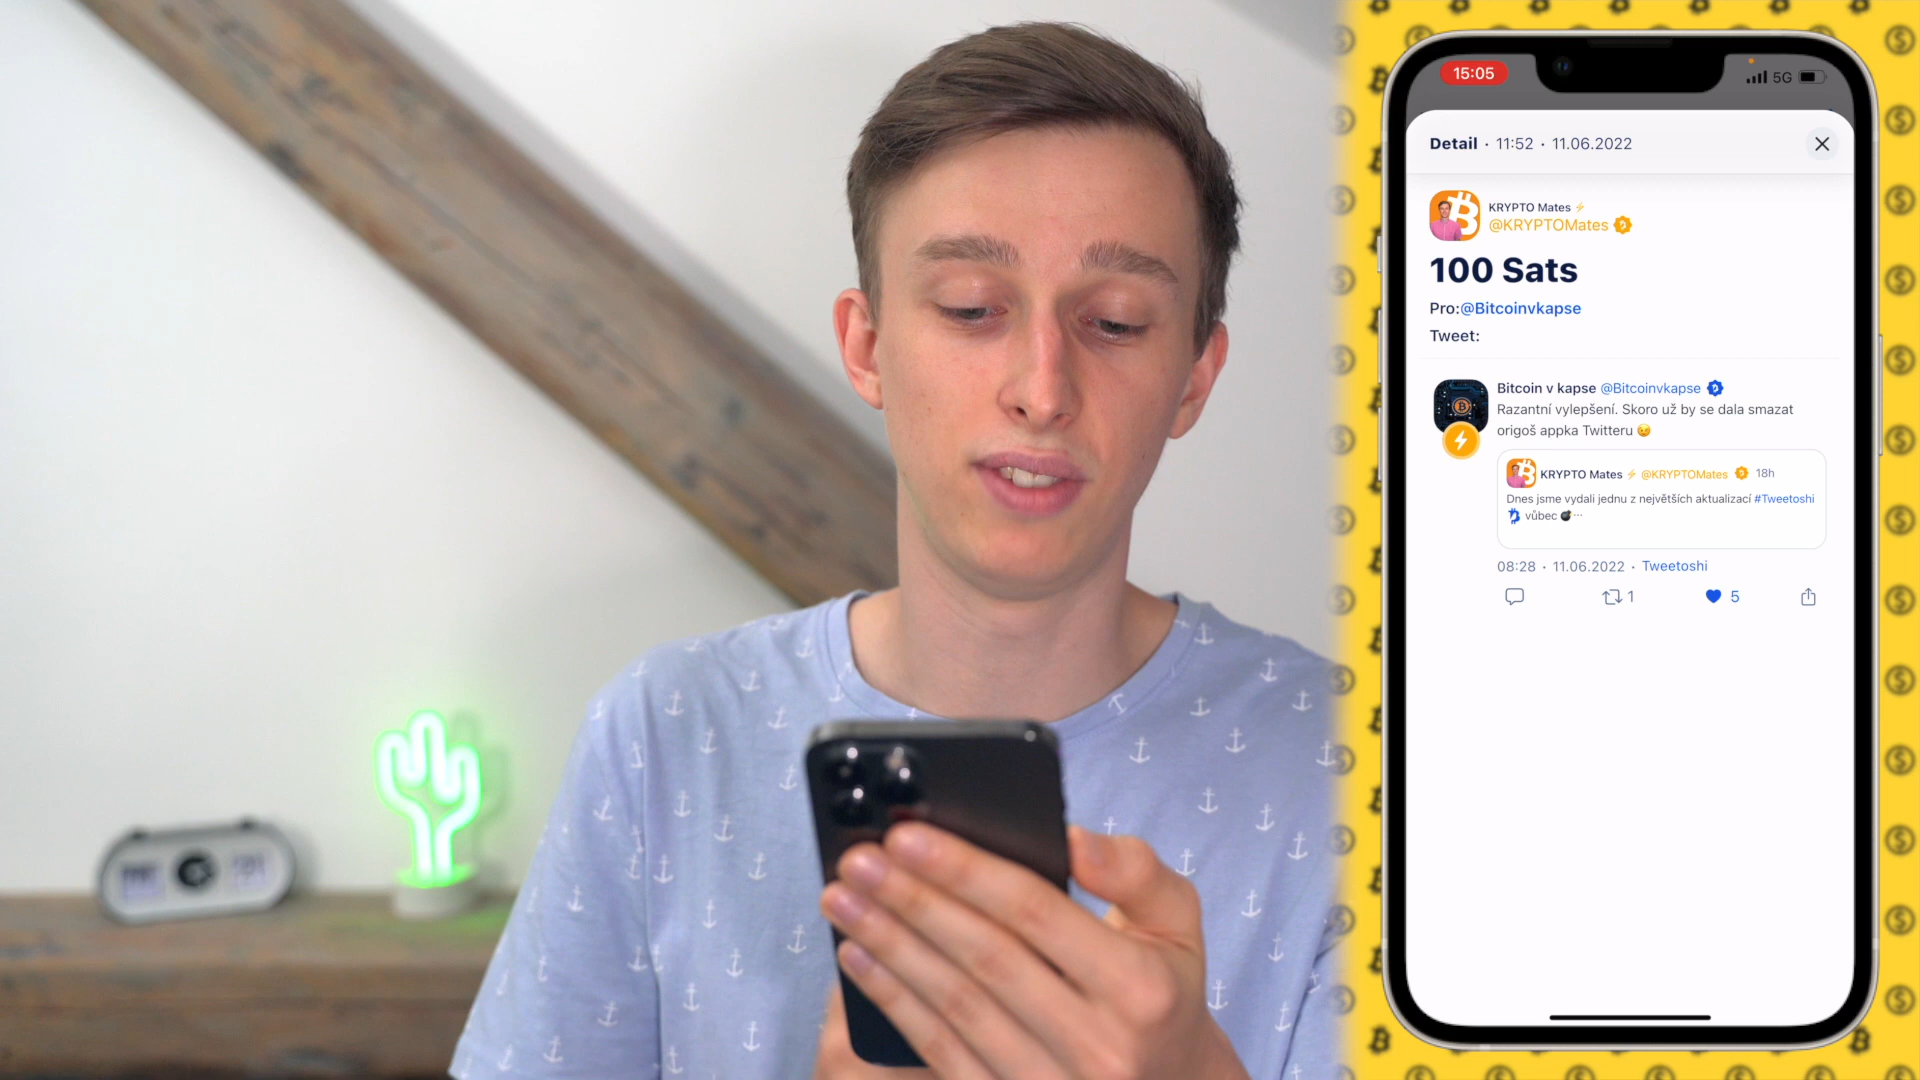 15:05
5G
Detail · 11:52 · 11.06.2022
KRYPTO Mates ⚡
@KRYPTOMates
100 Sats
Pro:@Bitcoinvkapse
Tweet:
Bitcoin v kapse @Bitcoinvkapse
Razantní vylepšení. Skoro už by se dala smazat
origoš appka Twitteru 😉
KRYPTO Mates ⚡ @KRYPTOMates 18h
Dnes jsme vydali jednu z největších aktualizací #Tweetoshi
vůbec 💣…
08:28 · 11.06.2022 · Tweetoshi
1
5